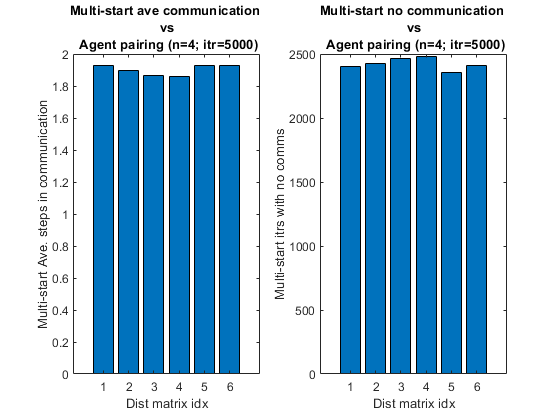 Multi-start ave communication
vs
Agent pairing (n=4; itr=5000)
Multi-start Ave. steps in communication
2
1.8
1.6
1.4
1.2
1
0.8
0.6
0.4
0.2
0
1 2 3 4 5 6
Dist matrix idx
Multi-start no communication
vs
Agent pairing (n=4; itr=5000)
Multi-start itrs with no comms
2500
2000
1500
1000
500
0
1 2 3 4 5 6
Dist matrix idx